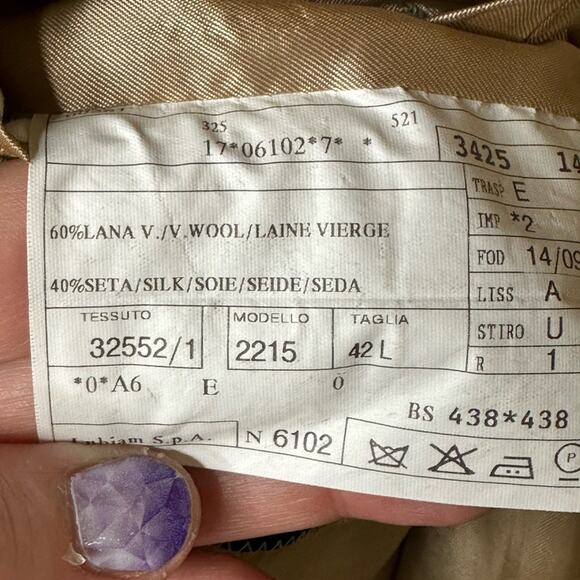 325 521
17*06102*7* *
3425 14
TRASP E
IMP *2
60%LANA V./V.WOOL/LAINE VIERGE
FOD 14/09
40%SETA/SILK/SOIE/SEIDE/SEDA
LISS A
TESSUTO MODELLO TAGLIA
32552/1 2215 42 L
STIRO U
R 1
*0*A6 E 0
BS 438*438
Lubiam S.p.A. N 6102
P